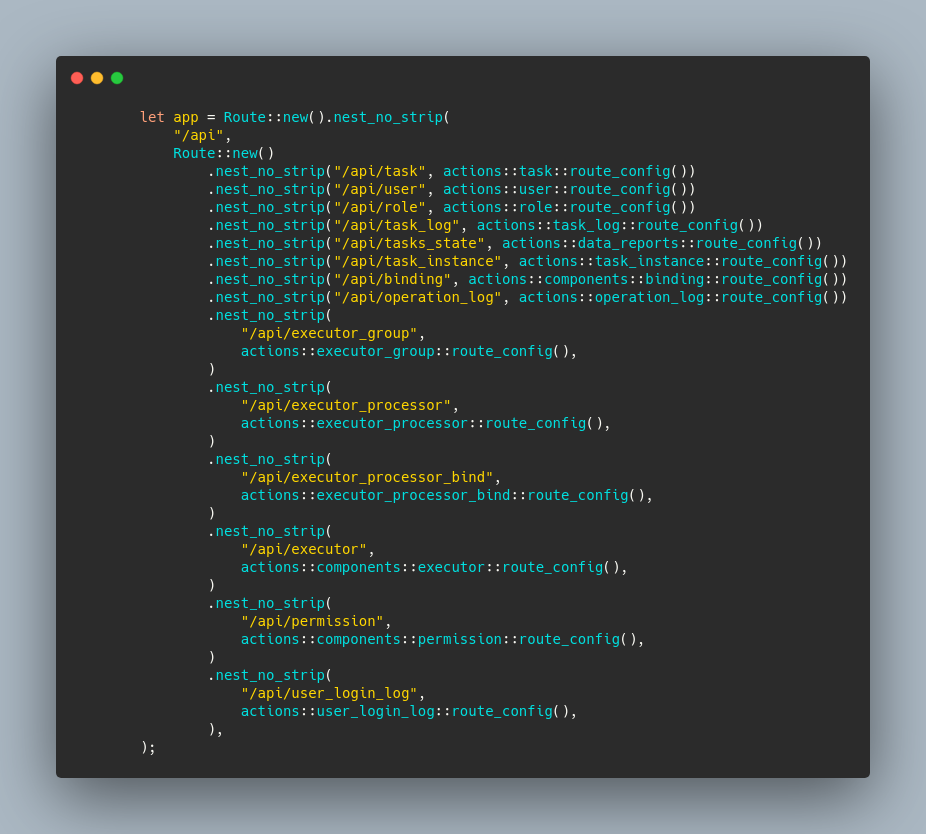 let app = Route::new().nest_no_strip(
    "/api",
    Route::new()
        .nest_no_strip("/api/task", actions::task::route_config())
        .nest_no_strip("/api/user", actions::user::route_config())
        .nest_no_strip("/api/role", actions::role::route_config())
        .nest_no_strip("/api/task_log", actions::task_log::route_config())
        .nest_no_strip("/api/tasks_state", actions::data_reports::route_config())
        .nest_no_strip("/api/task_instance", actions::task_instance::route_config())
        .nest_no_strip("/api/binding", actions::components::binding::route_config())
        .nest_no_strip("/api/operation_log", actions::operation_log::route_config())
        .nest_no_strip(
            "/api/executor_group",
            actions::executor_group::route_config(),
        )
        .nest_no_strip(
            "/api/executor_processor",
            actions::executor_processor::route_config(),
        )
        .nest_no_strip(
            "/api/executor_processor_bind",
            actions::executor_processor_bind::route_config(),
        )
        .nest_no_strip(
            "/api/executor",
            actions::components::executor::route_config(),
        )
        .nest_no_strip(
            "/api/permission",
            actions::components::permission::route_config(),
        )
        .nest_no_strip(
            "/api/user_login_log",
            actions::user_login_log::route_config(),
        ),
);